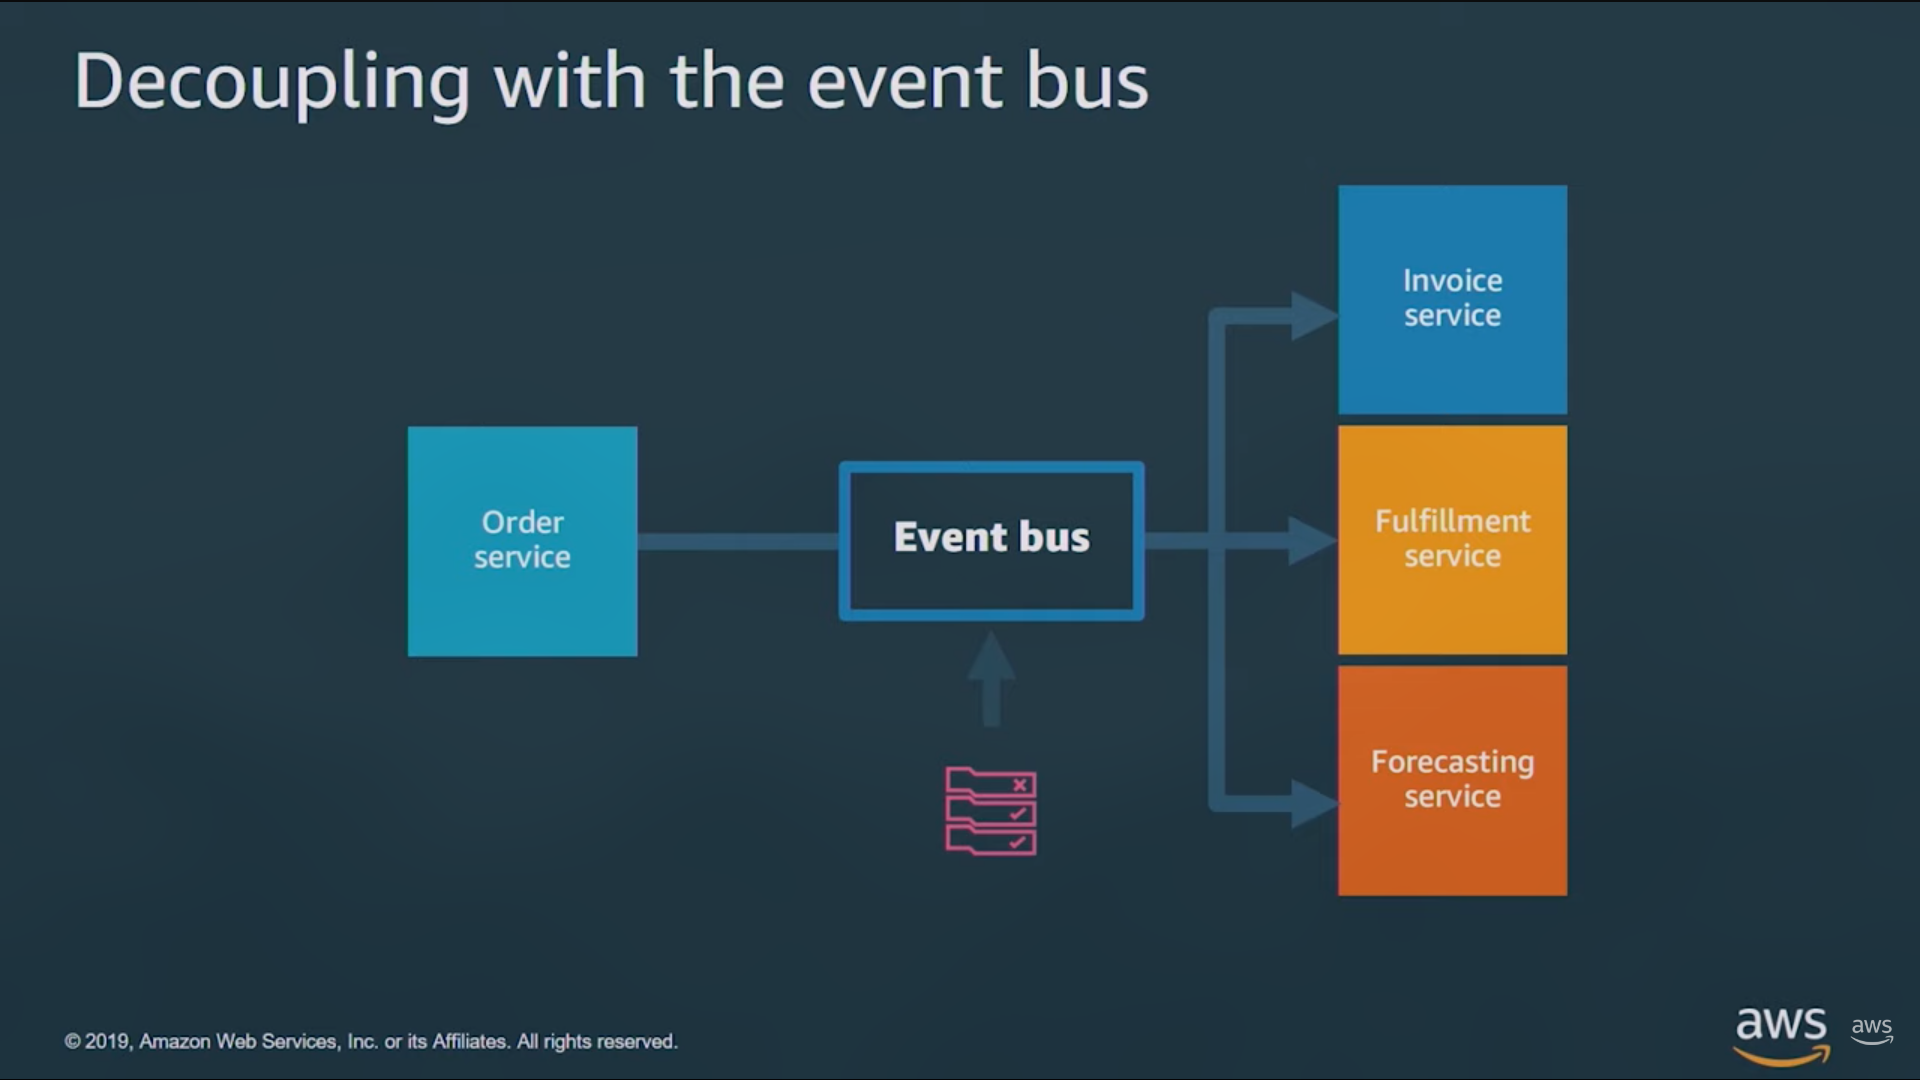 Decoupling with the event bus
Invoice
service
Order
service
Event bus
Fulfillment
service
Forecasting
service
© 2019, Amazon Web Services, Inc. or its Affiliates. All rights reserved.
aws
aws